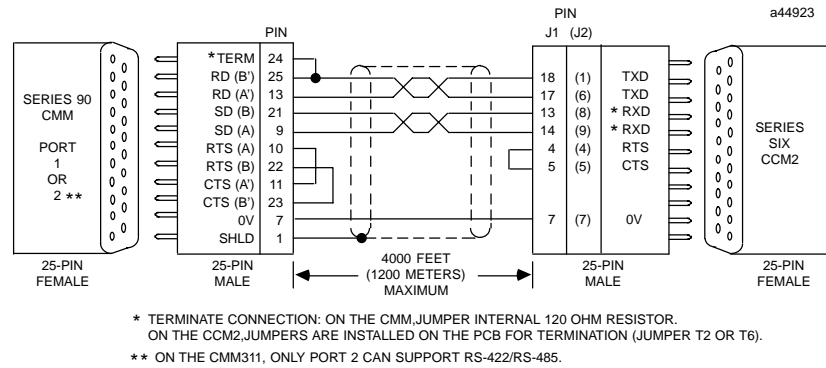 a44923
PIN
PIN
J1 (J2)
SERIES 90
CMM
PORT
1
OR
2 **
*TERM 24
RD (B') 25
RD (A') 13
SD (B) 21
SD (A) 9
RTS (A) 10
RTS (B) 22
CTS (A') 11
CTS (B') 23
0V 7
SHLD 1
18 (1) TXD
17 (6) TXD
13 (8) * RXD
14 (9) * RXD
4 (4) RTS
5 (5) CTS
7 (7) 0V
SERIES
SIX
CCM2
25-PIN
FEMALE
25-PIN
MALE
4000 FEET
(1200 METERS)
MAXIMUM
25-PIN
MALE
25-PIN
FEMALE
* TERMINATE CONNECTION: ON THE CMM,JUMPER INTERNAL 120 OHM RESISTOR.
ON THE CCM2,JUMPERS ARE INSTALLED ON THE PCB FOR TERMINATION (JUMPER T2 OR T6).
** ON THE CMM311, ONLY PORT 2 CAN SUPPORT RS-422/RS-485.